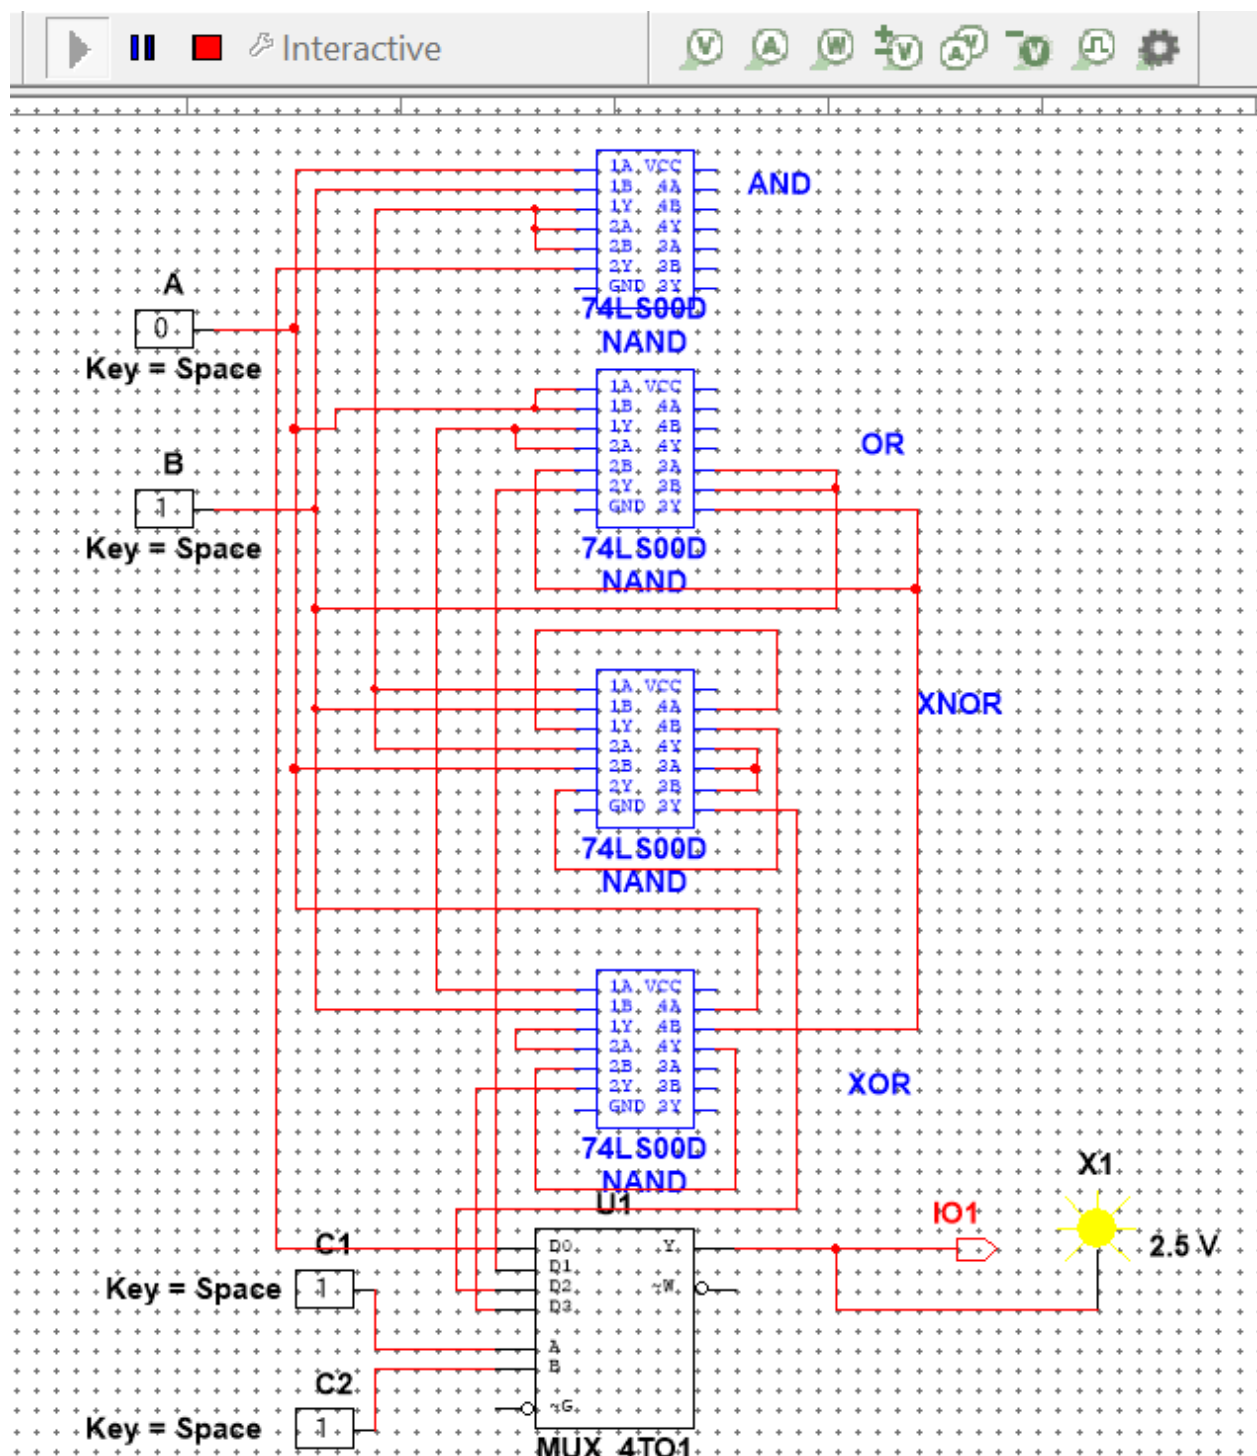 Interactive
V A W V A V V
1A VCC
1B 4A
1Y 4B
2A 4Y
2B 3A
2Y 3B
GND 3Y
AND
74LS00D
NAND
A
0
Key = Space
1A VCC
1B 4A
1Y 4B
2A 4Y
2B 3A
2Y 3B
GND 3Y
OR
B
1
Key = Space
74LS00D
NAND
1A VCC
1B 4A
1Y 4B
2A 4Y
2B 3A
2Y 3B
GND 3Y
XNOR
74LS00D
NAND
1A VCC
1B 4A
1Y 4B
2A 4Y
2B 3A
2Y 3B
GND 3Y
XOR
74LS00D
NAND
U1
X1
IO1
2.5 V
C1
Key = Space
1
D0 Y
D1
D2 ~W
D3
A
B
~G
C2
Key = Space
1
MUX_4TO1